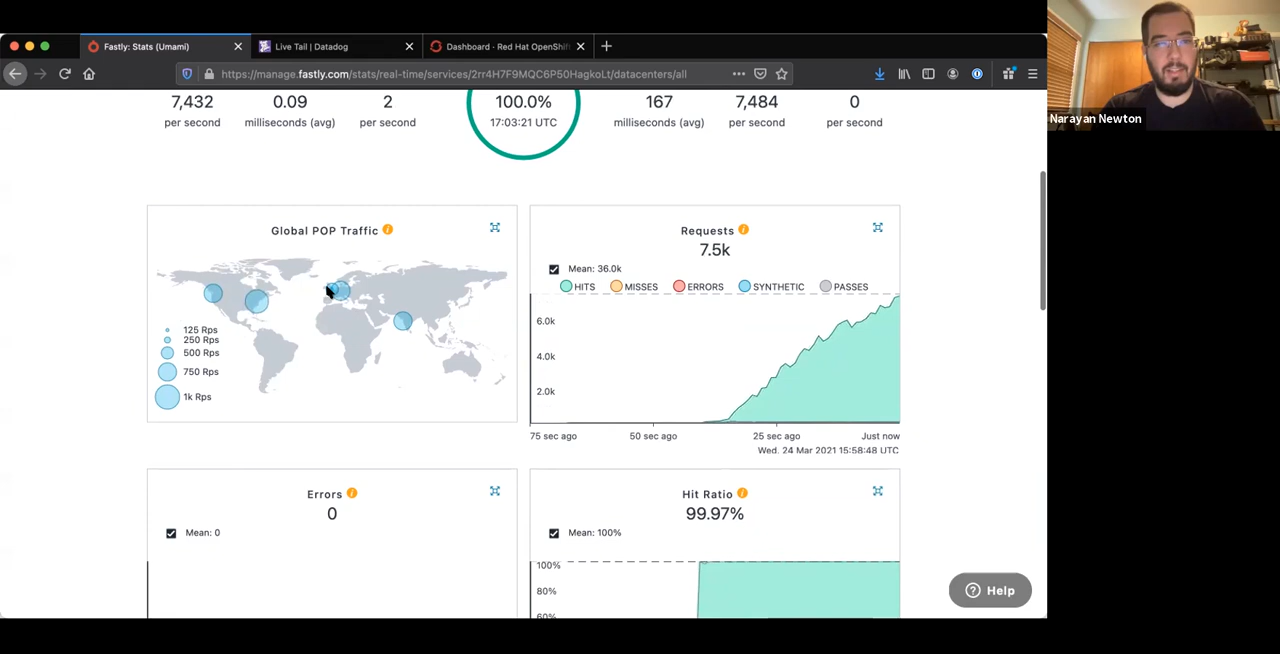 Fastly: Stats (Umami)
Live Tail | Datadog
Dashboard · Red Hat OpenShift
https://manage.fastly.com/stats/real-time/services/2rr4H7F9MQC6P50HagkoLt/datacenters/all
Narayan Newton
7,432
per second
0.09
milliseconds (avg)
2
per second
100.0%
17:03:21 UTC
167
milliseconds (avg)
7,484
per second
0
per second
Global POP Traffic
125 Rps
250 Rps
500 Rps
750 Rps
1k Rps
Requests
7.5k
Mean: 36.0k
HITS MISSES ERRORS SYNTHETIC PASSES
6.0k
4.0k
2.0k
75 sec ago 50 sec ago 25 sec ago Just now
Wed, 24 Mar 2021 15:58:48 UTC
Errors
0
Mean: 0
Hit Ratio
99.97%
Mean: 100%
100%
80%
60%
Help